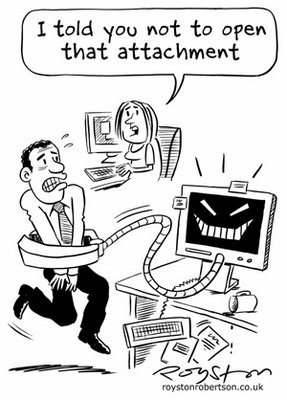 I told you not to open
that attachment
ROYSTON
roystonrobertson.co.uk